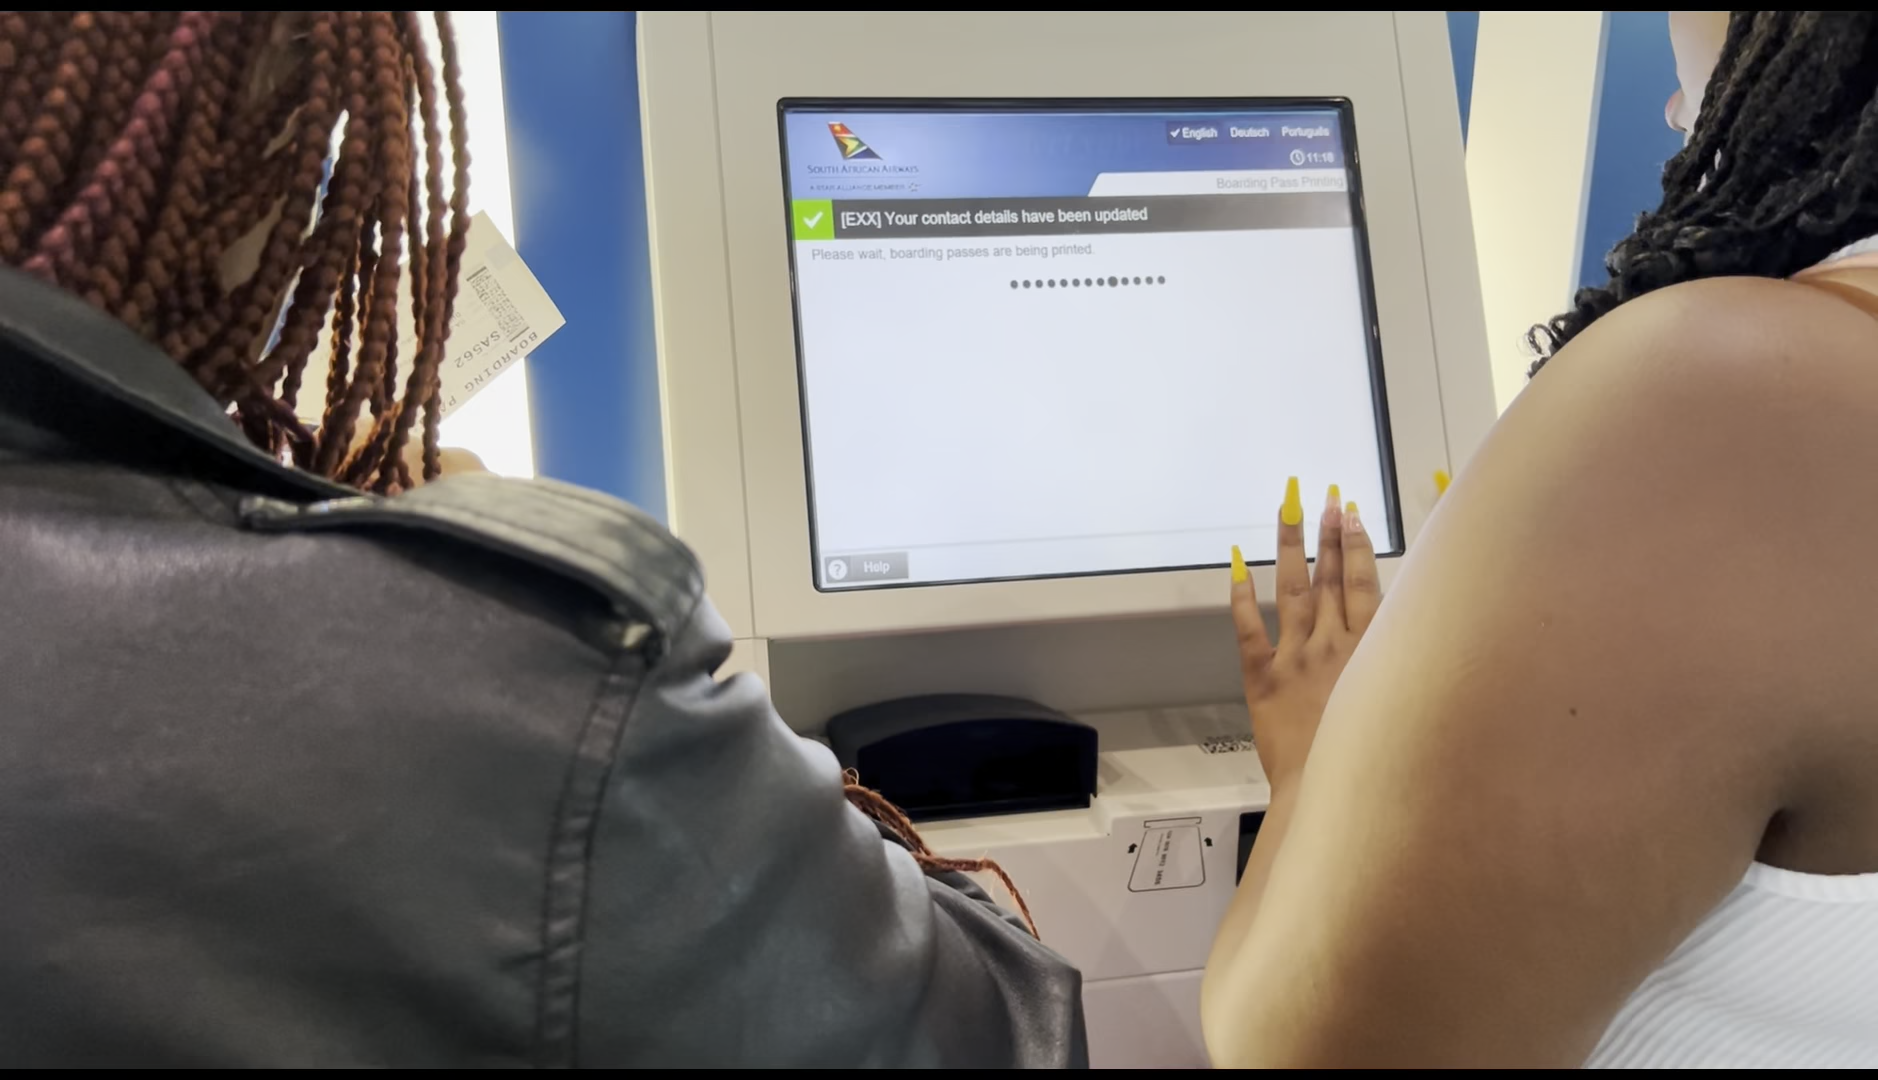 English Deutsch Português
11:18
SOUTH AFRICAN AIRWAYS
A STAR ALLIANCE MEMBER
Boarding Pass Printing
[EXX] Your contact details have been updated
Please wait, boarding passes are being printed.
? Help
SA562
BOARDING PA